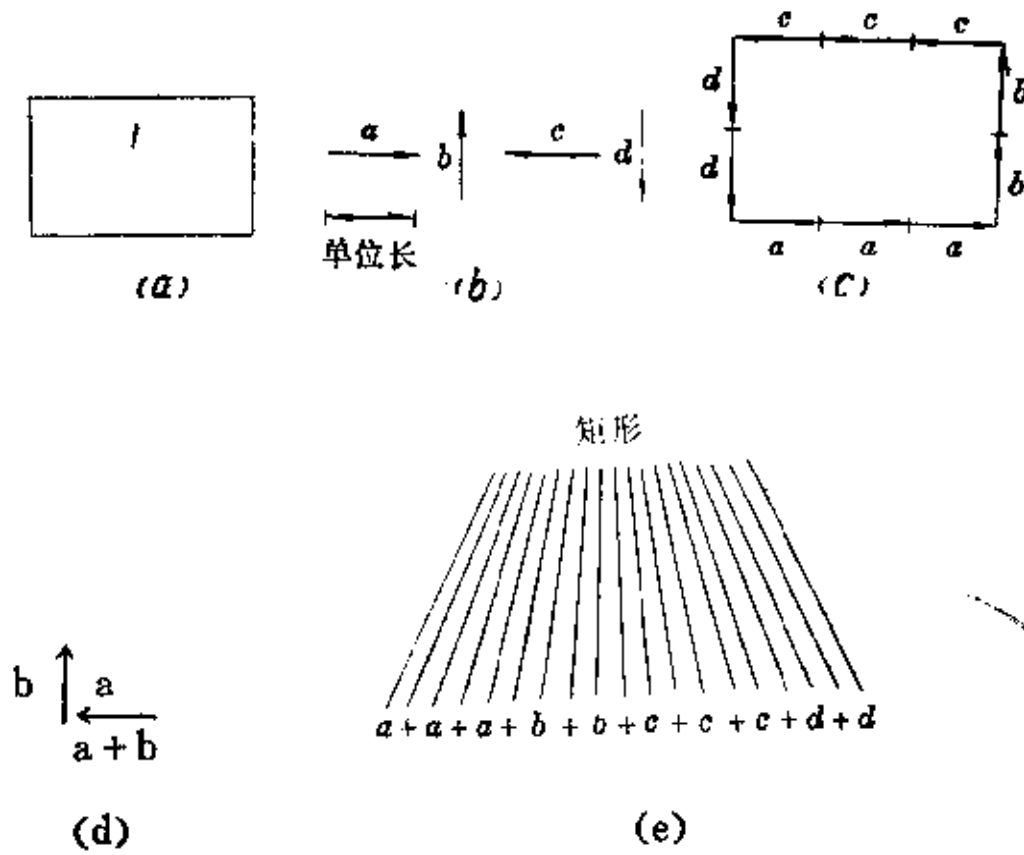 c c c
d b
a b c d
d b
单位长
a a a
(a) (b) (c)
矩形
b a
a + b
a + a + a + b + b + c + c + c + d + d
(d) (e)